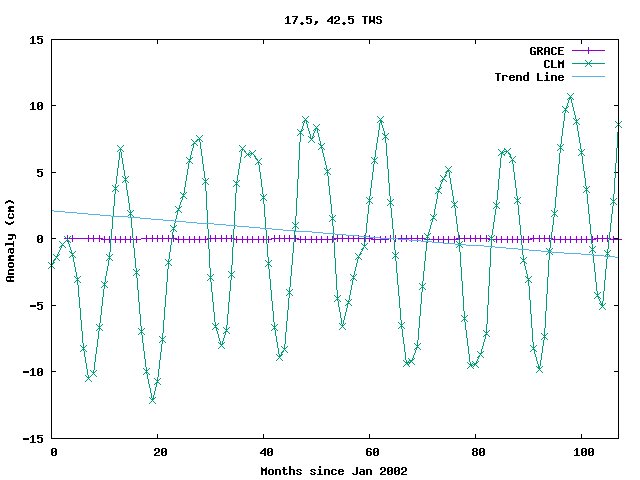 17.5, 42.5 TWS
GRACE
CLM
Trend Line
15
10
5
0
-5
-10
-15
Anomaly (cm)
0 20 40 60 80 100
Months since Jan 2002